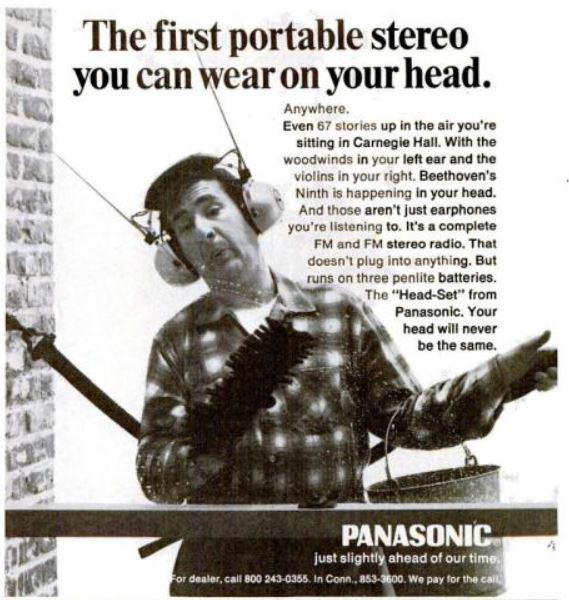 The first portable stereo
you can wear on your head.
Anywhere.
Even 67 stories up in the air you're
sitting in Carnegie Hall. With the
woodwinds in your left ear and the
violins in your right. Beethoven's
Ninth is happening in your head.
And those aren't just earphones
you're listening to. It's a complete
FM and FM stereo radio. That
doesn't plug into anything. But
runs on three penlite batteries.
The "Head-Set" from
Panasonic. Your
head will never
be the same.
PANASONIC®
just slightly ahead of our time.
For dealer, call 800 243-0355. In Conn., 853-3600. We pay for the call.